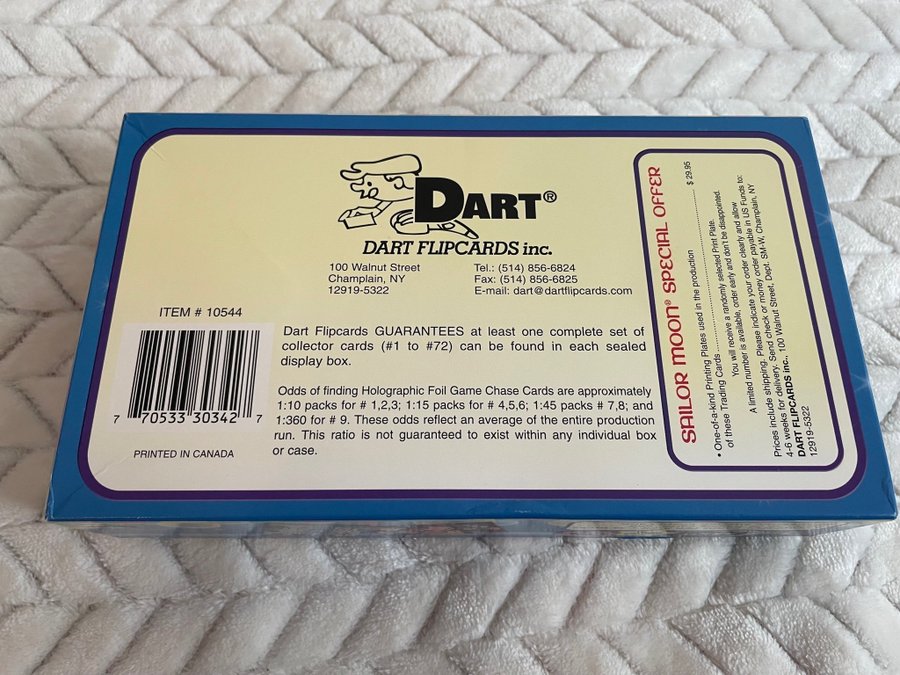 DART®
DART FLIPCARDS inc.
100 Walnut Street
Champlain, NY
12919-5322
Tel.: (514) 856-6824
Fax: (514) 856-6825
E-mail: dart@dartflipcards.com
ITEM # 10544
7 70533 30342 7
PRINTED IN CANADA
Dart Flipcards GUARANTEES at least one complete set of
collector cards (#1 to #72) can be found in each sealed
display box.
Odds of finding Holographic Foil Game Chase Cards are approximately
1:10 packs for # 1,2,3; 1:15 packs for # 4,5,6; 1:45 packs # 7,8; and
1:360 for # 9. These odds reflect an average of the entire production
run. This ratio is not guaranteed to exist within any individual box
or case.
SAILOR MOON® SPECIAL OFFER
• One-of-a-kind Printing Plates used in the production
of these Trading Cards ........................................ $ 29.95
You will receive a randomly selected Print Plate.
A limited number is available, order early and don't be disappointed.
Prices include shipping. Please indicate your order clearly and allow
4-6 weeks for delivery. Send check or money order payable in US Funds to:
DART FLIPCARDS inc., 100 Walnut Street, Dept. SM-W, Champlain, NY
12919-5322